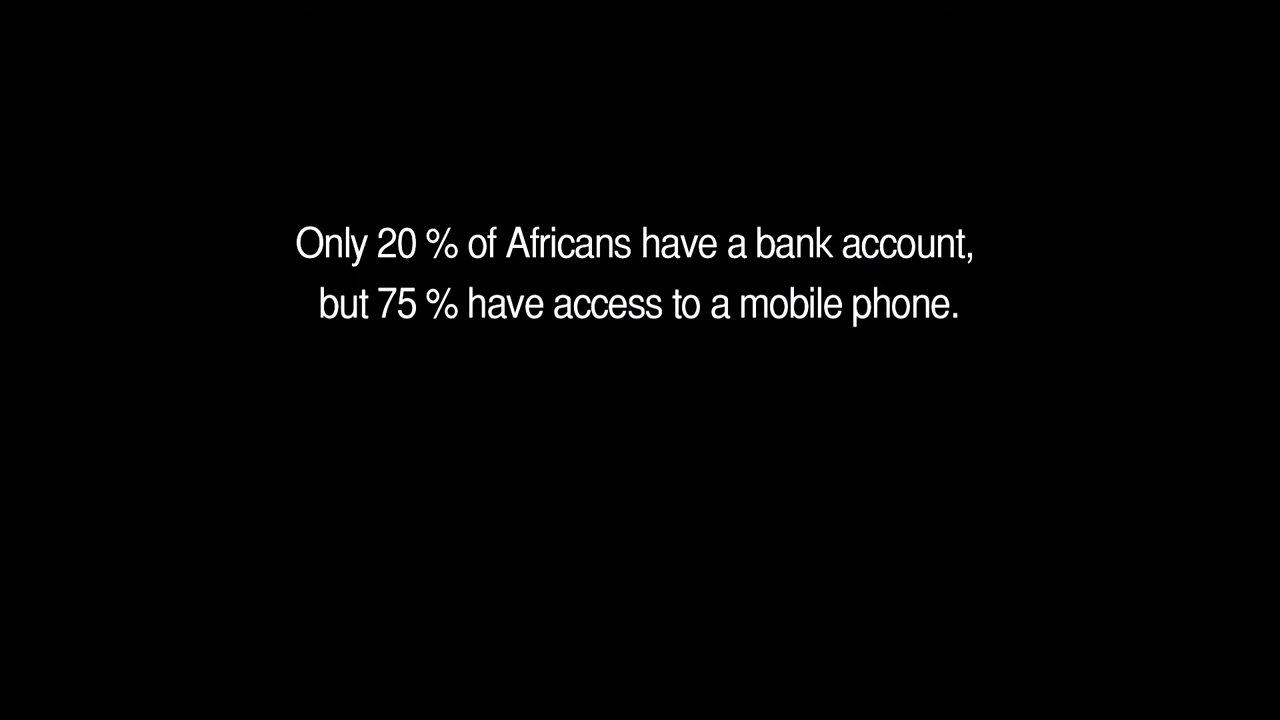 Only 20 % of Africans have a bank account,
but 75 % have access to a mobile phone.